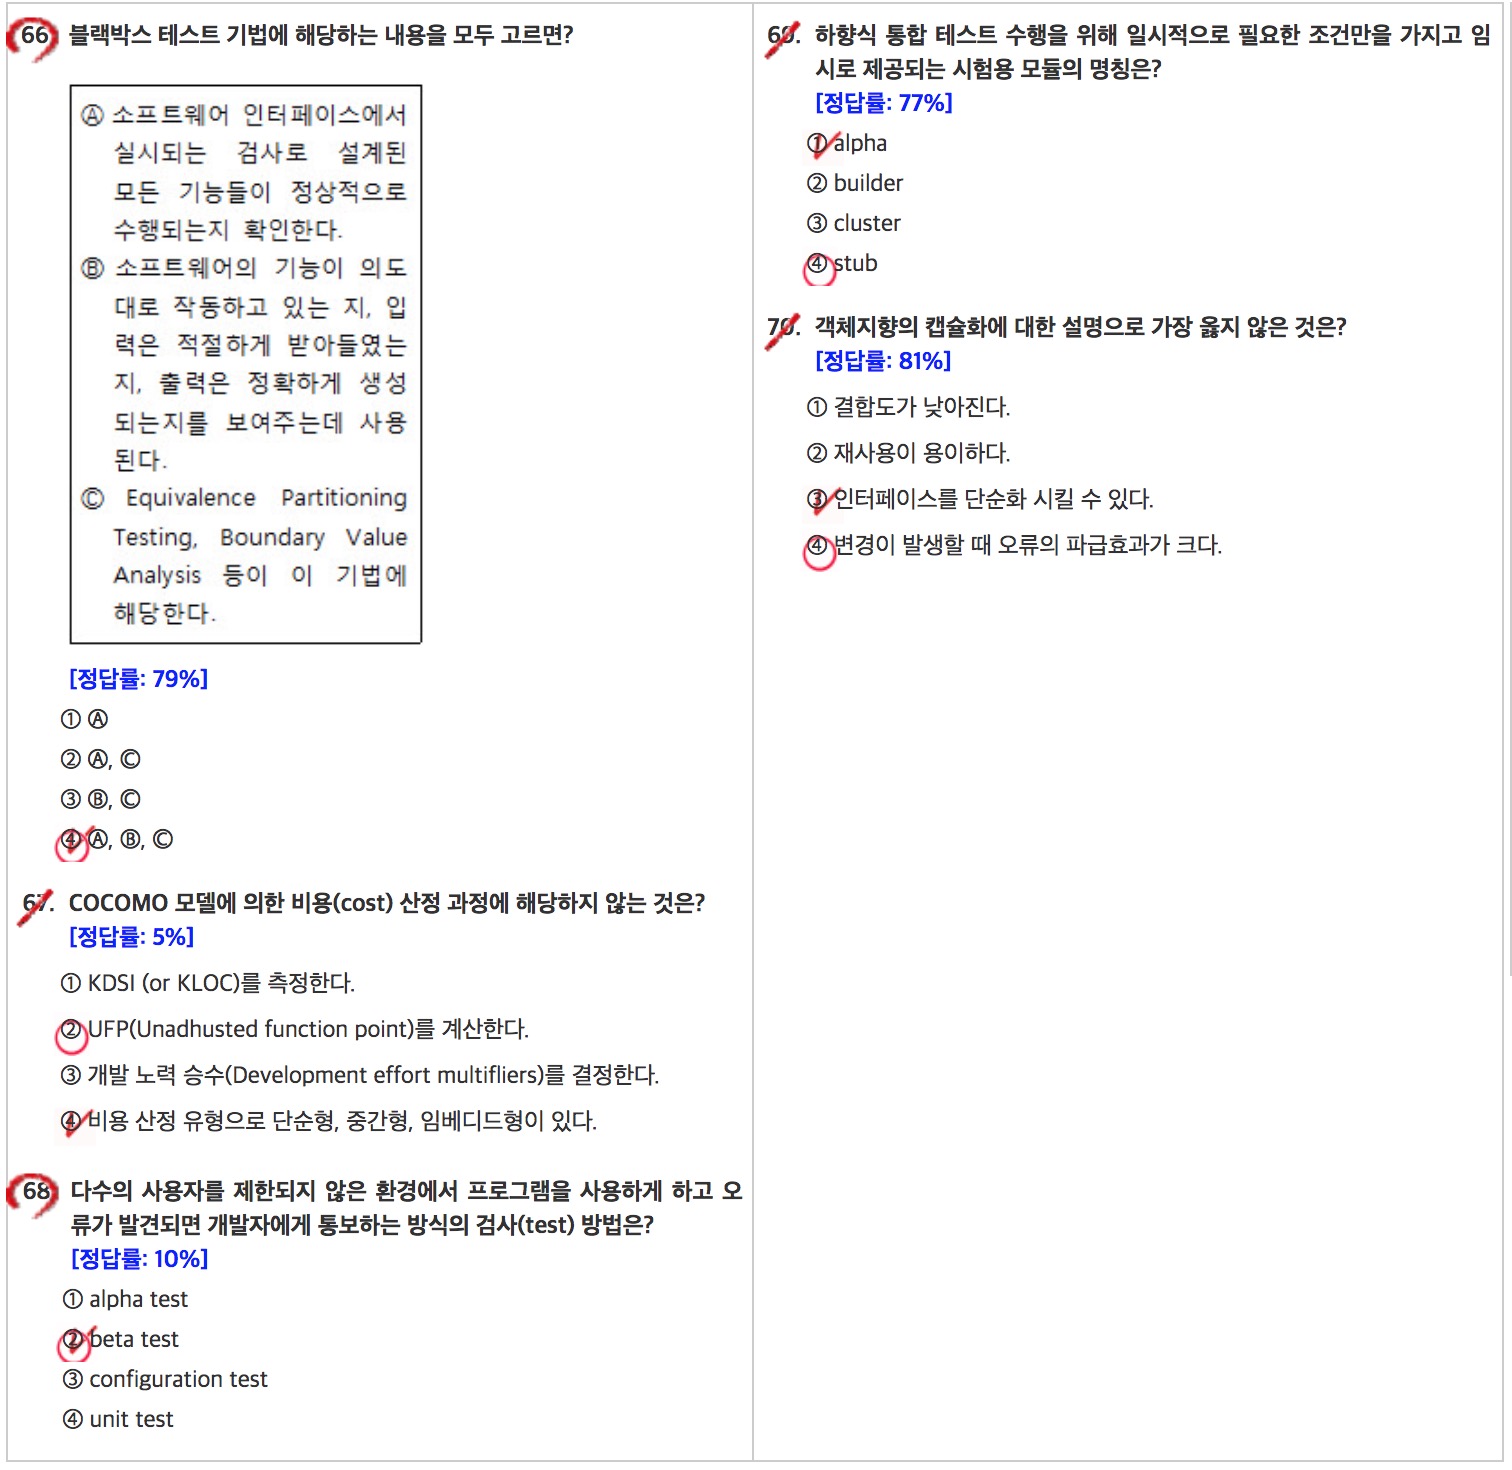 66. 블랙박스 테스트 기법에 해당하는 내용을 모두 고르면?
Ⓐ 소프트웨어 인터페이스에서
실시되는 검사로 설계된
모든 기능들이 정상적으로
수행되는지 확인한다.
Ⓑ 소프트웨어의 기능이 의도
대로 작동하고 있는 지, 입
력은 적절하게 받아들였는
지, 출력은 정확하게 생성
되는지를 보여주는데 사용
된다.
Ⓒ Equivalence Partitioning
Testing, Boundary Value
Analysis 등이 이 기법에
해당한다.
[정답률: 79%]
① Ⓐ
② Ⓐ, Ⓒ
③ Ⓑ, Ⓒ
④ Ⓐ, Ⓑ, Ⓒ
67. COCOMO 모델에 의한 비용(cost) 산정 과정에 해당하지 않는 것은?
[정답률: 5%]
① KDSI (or KLOC)를 측정한다.
② UFP(Unadhusted function point)를 계산한다.
③ 개발 노력 승수(Development effort multifliers)를 결정한다.
④ 비용 산정 유형으로 단순형, 중간형, 임베디드형이 있다.
68. 다수의 사용자를 제한되지 않은 환경에서 프로그램을 사용하게 하고 오
류가 발견되면 개발자에게 통보하는 방식의 검사(test) 방법은?
[정답률: 10%]
① alpha test
② beta test
③ configuration test
④ unit test
69. 하향식 통합 테스트 수행을 위해 일시적으로 필요한 조건만을 가지고 임
시로 제공되는 시험용 모듈의 명칭은?
[정답률: 77%]
① alpha
② builder
③ cluster
④ stub
70. 객체지향의 캡슐화에 대한 설명으로 가장 옳지 않은 것은?
[정답률: 81%]
① 결합도가 낮아진다.
② 재사용이 용이하다.
③ 인터페이스를 단순화 시킬 수 있다.
④ 변경이 발생할 때 오류의 파급효과가 크다.